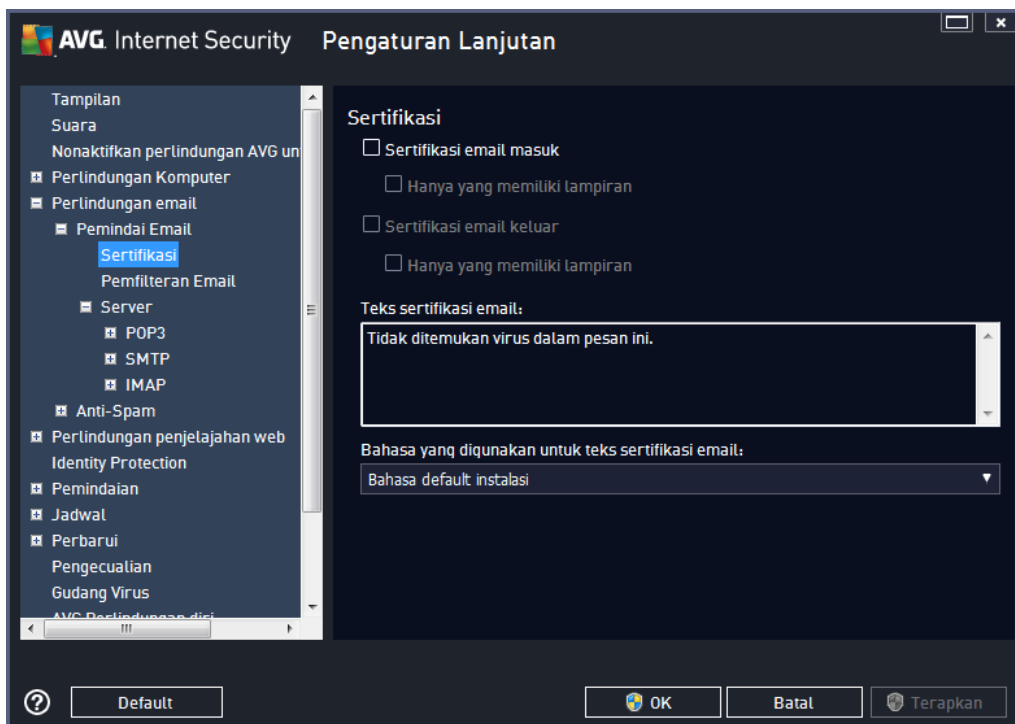 AVG. Internet Security
Pengaturan Lanjutan
Tampilan
Suara
Nonaktifkan perlindungan AVG un
Perlindungan Komputer
Perlindungan email
Pemindai Email
Sertifikasi
Pemfilteran Email
Server
POP3
SMTP
IMAP
Anti-Spam
Perlindungan penjelajahan web
Identity Protection
Pemindaian
Jadwal
Perbarui
Pengecualian
Gudang Virus
AVG Perlindungan diri
Sertifikasi
Sertifikasi email masuk
Hanya yang memiliki lampiran
Sertifikasi email keluar
Hanya yang memiliki lampiran
Teks sertifikasi email:
Tidak ditemukan virus dalam pesan ini.
Bahasa yang digunakan untuk teks sertifikasi email:
Bahasa default instalasi
Default
OK
Batal
Terapkan